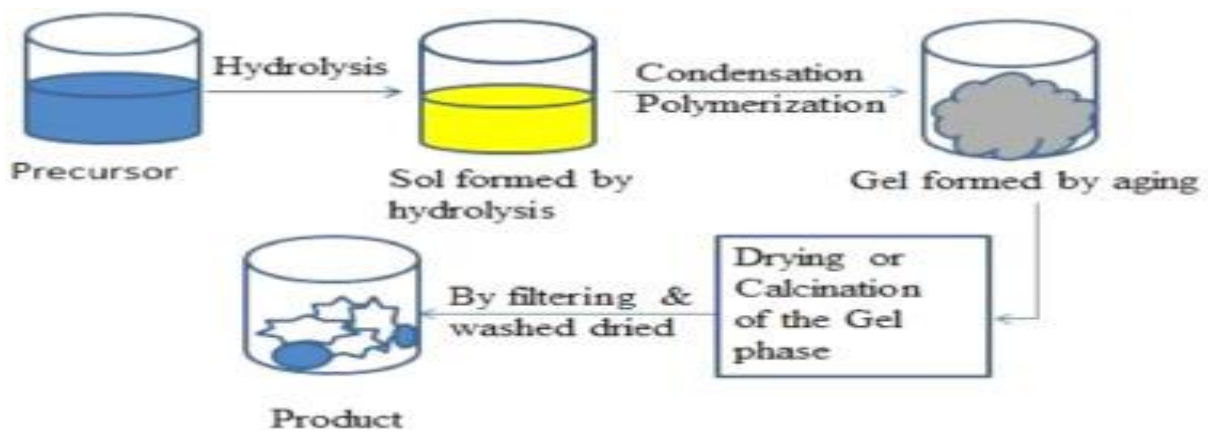 Hydrolysis
Condensation
Polymerization
Precursor
Sol formed by
hydrolysis
Gel formed by aging
Drying or
Calcination
of the Gel
phase
By filtering &
washed dried
Product